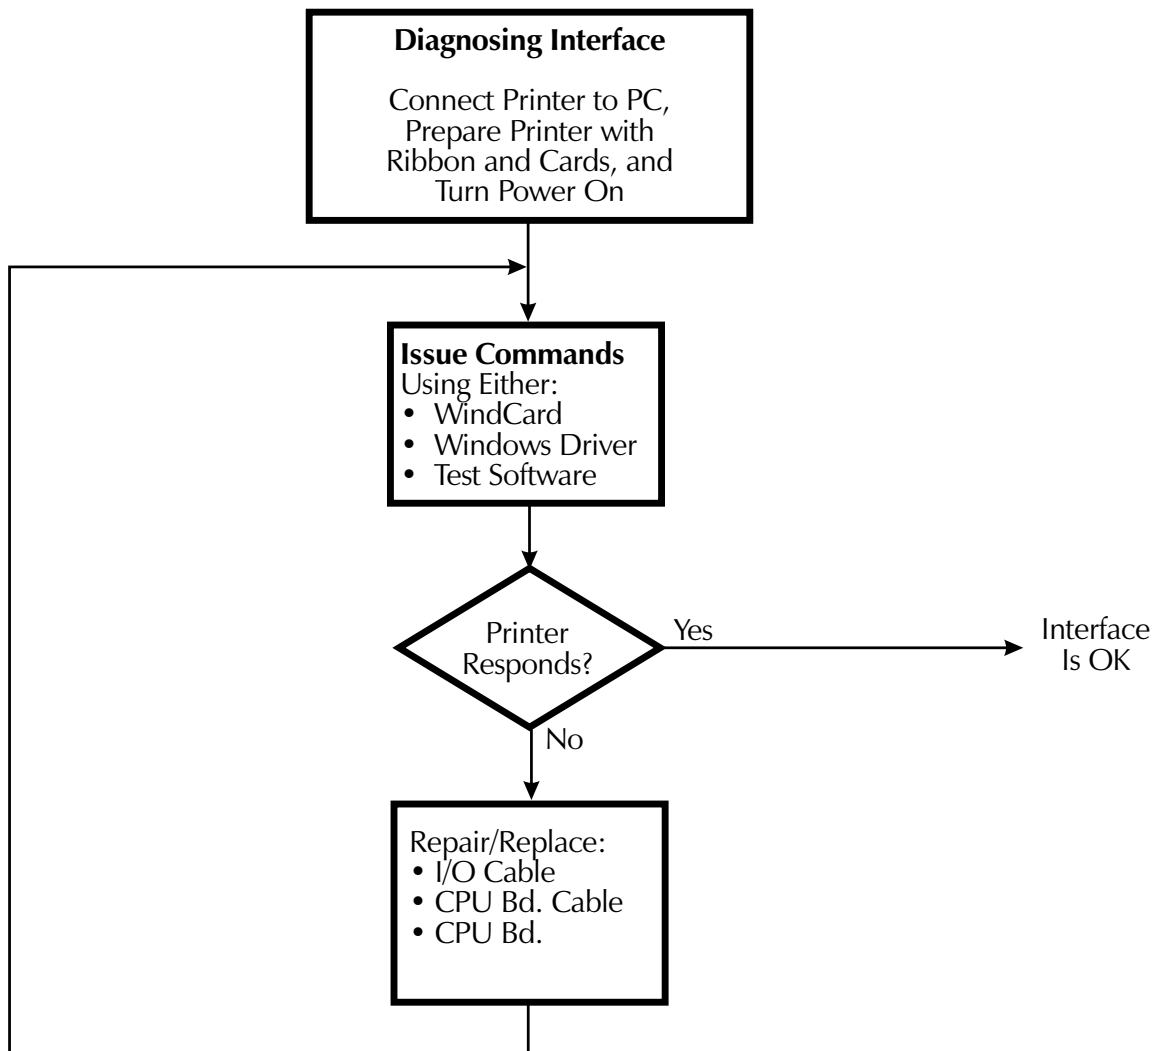 Diagnosing Interface
Connect Printer to PC,
Prepare Printer with
Ribbon and Cards, and
Turn Power On
Issue Commands
Using Either:
• WindCard
• Windows Driver
• Test Software
Printer
Responds?
Yes
Interface
Is OK
No
Repair/Replace:
• I/O Cable
• CPU Bd. Cable
• CPU Bd.